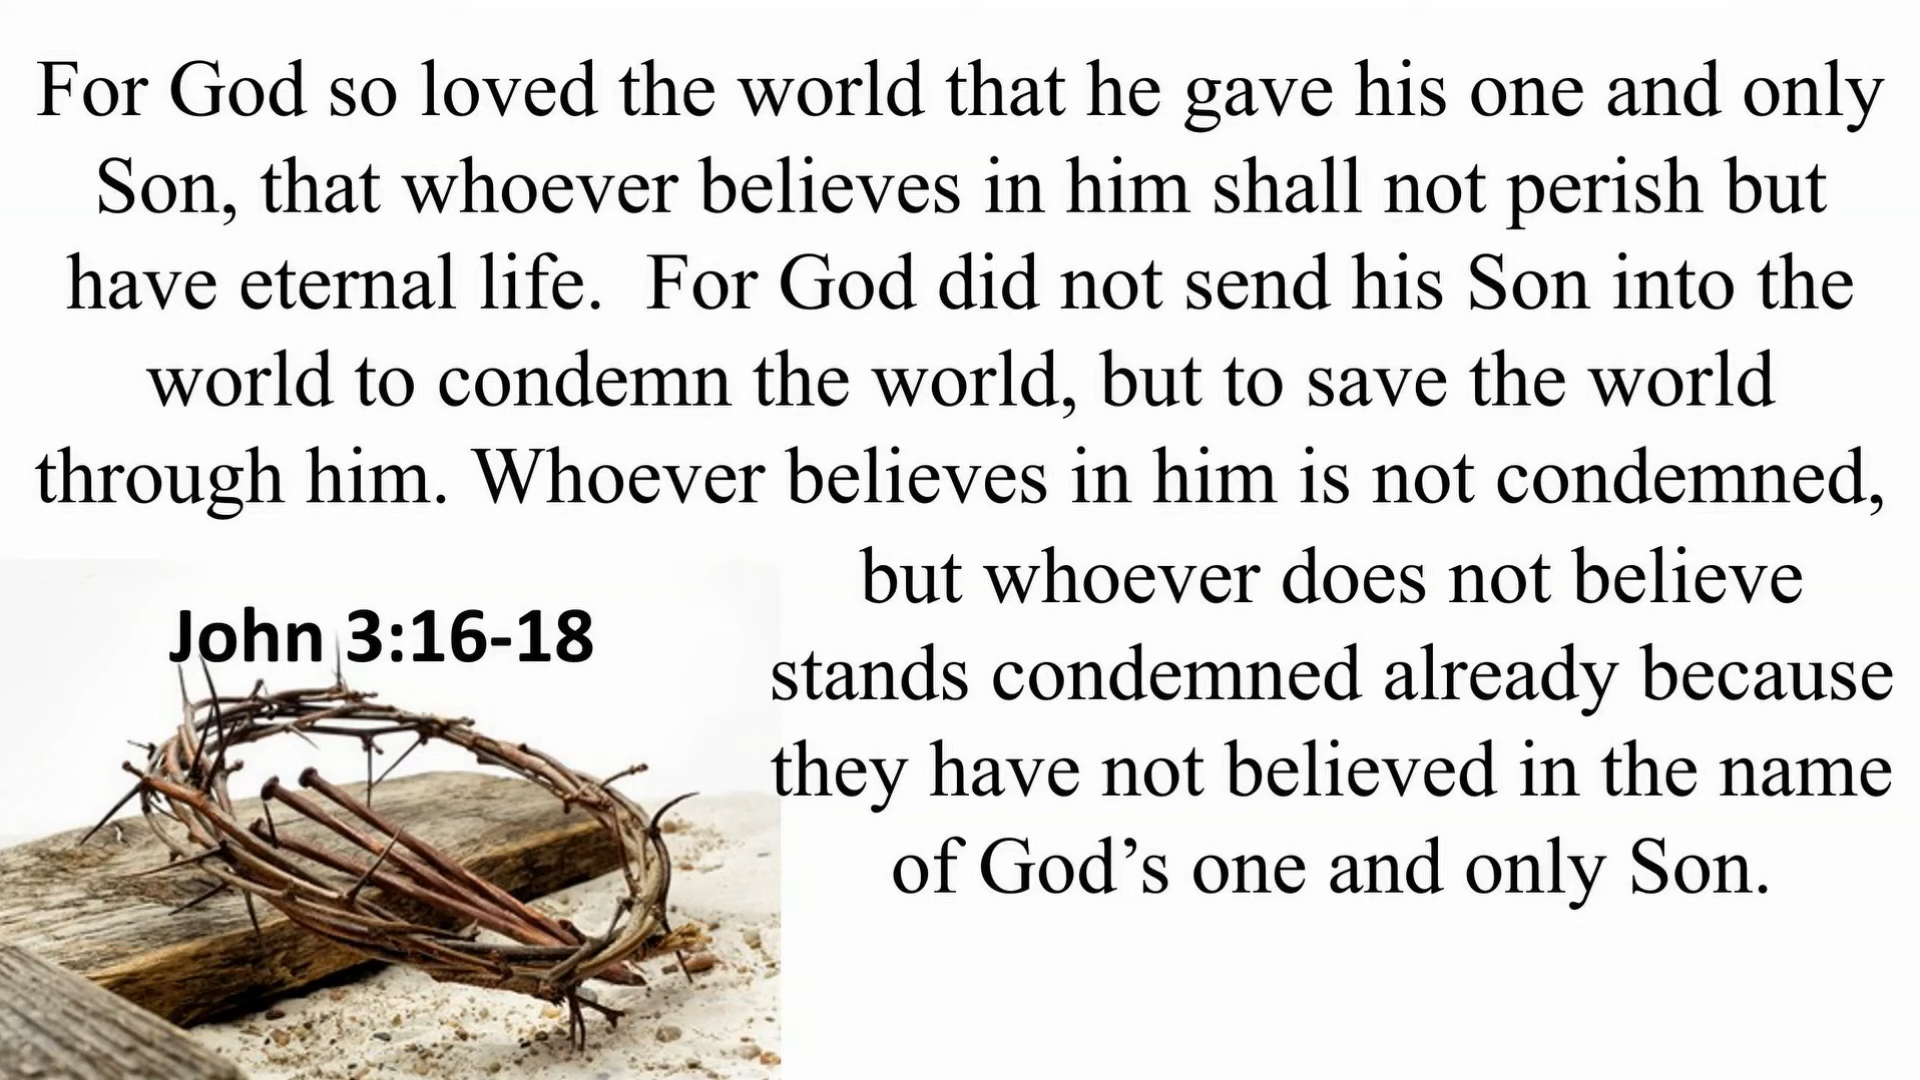 For God so loved the world that he gave his one and only
Son, that whoever believes in him shall not perish but
have eternal life.  For God did not send his Son into the
world to condemn the world, but to save the world
through him. Whoever believes in him is not condemned,
but whoever does not believe
stands condemned already because
they have not believed in the name
of God’s one and only Son.
John 3:16-18